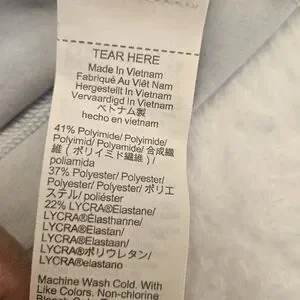 TEAR HERE
Made In Vietnam
Fabriqué Au Viêt Nam
Hergestellt In Vietnam
Vervaardigd In Vietnam
ベトナム製
hecho en vietnam
41% Polyimide/ Polyimide/
Polyimid/ Polyamide/ 合成繊
維 (ポリイミド繊維)/
poliamida
37% Polyester/ Polyester/
Polyester/ Polyester/ ポリエ
ステル/ poliéster
22% LYCRA®Elastane/
LYCRA®Élasthanne/
LYCRA®Elastan/
LYCRA®Elastaan/
LYCRA®ポリウレタン/
LYCRA®elastano
Machine Wash Cold. With
Like Colors. Non-chlorine